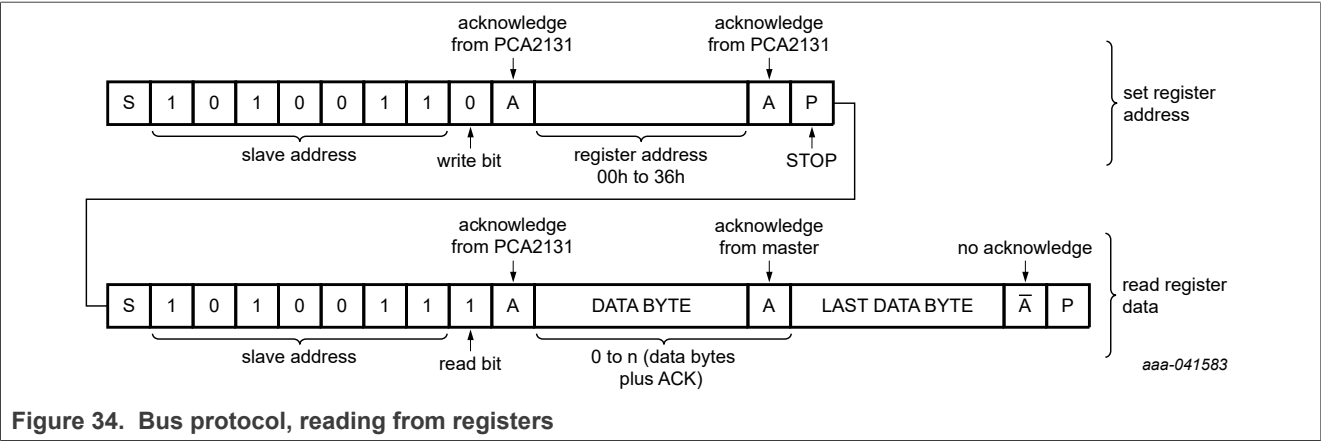 acknowledge
from PCA2131
acknowledge
from PCA2131
S 1 0 1 0 0 1 1 0 A A P
set register
address
slave address
write bit
register address
00h to 36h
STOP
acknowledge
from PCA2131
acknowledge
from master
no acknowledge
S 1 0 1 0 0 1 1 1 A DATA BYTE A LAST DATA BYTE A̅ P
read register
data
slave address
read bit
0 to n (data bytes
plus ACK)
aaa-041583
Figure 34. Bus protocol, reading from registers